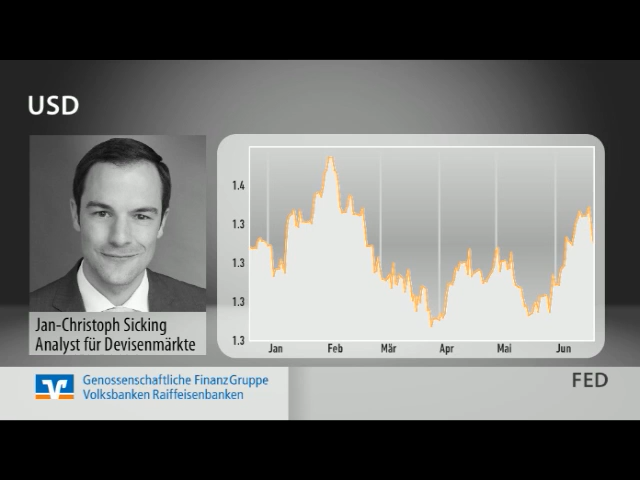 USD
1.4
1.3
1.3
1.3
1.3
Jan Feb Mär Apr Mai Jun
Jan-Christoph Sicking
Analyst für Devisenmärkte
Genossenschaftliche FinanzGruppe
Volksbanken Raiffeisenbanken
FED